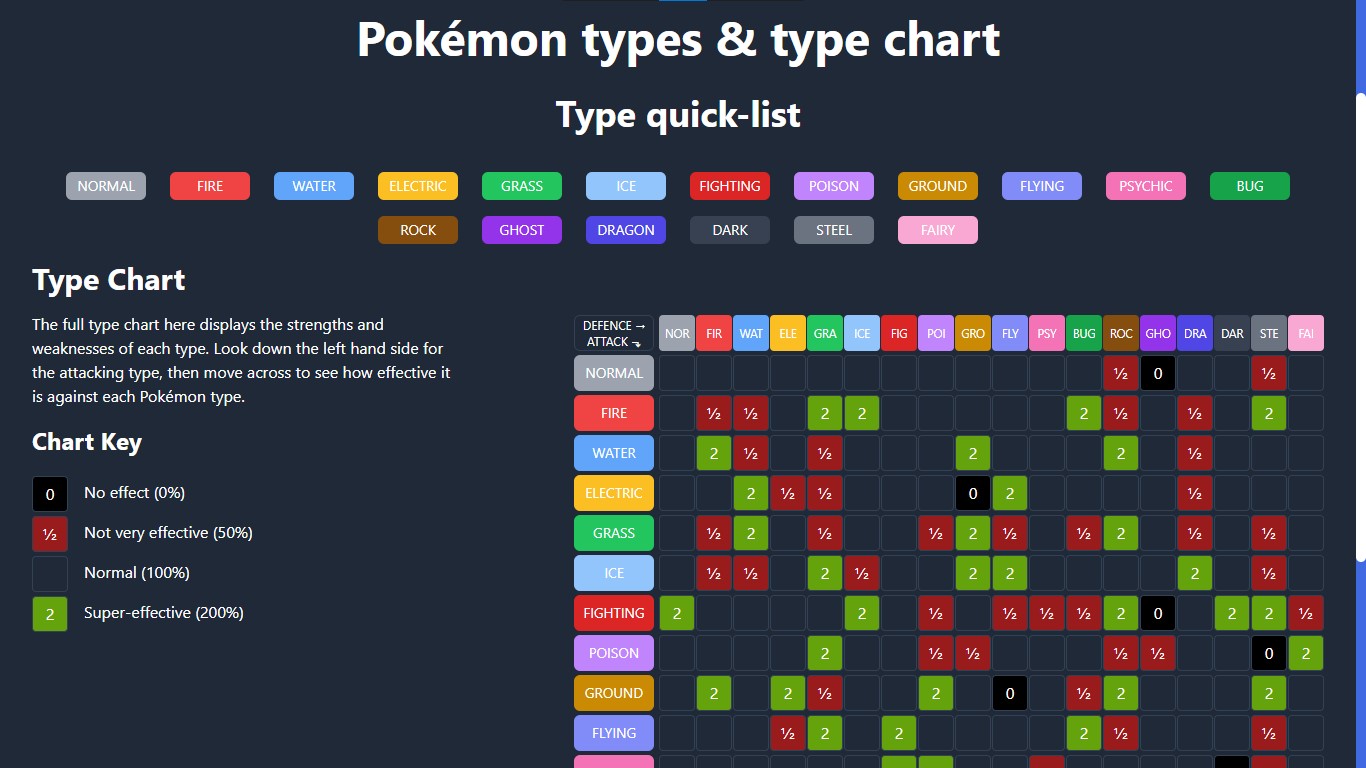 Pokémon types & type chart
Type quick-list
NORMAL FIRE WATER ELECTRIC GRASS ICE FIGHTING POISON GROUND FLYING PSYCHIC BUG
ROCK GHOST DRAGON DARK STEEL FAIRY
Type Chart
The full type chart here displays the strengths and
weaknesses of each type. Look down the left hand side for
the attacking type, then move across to see how effective it
is against each Pokémon type.
Chart Key
0 No effect (0%)
½ Not very effective (50%)
Normal (100%)
2 Super-effective (200%)
DEFENCE →
ATTACK ⬎
NOR FIR WAT ELE GRA ICE FIG POI GRO FLY PSY BUG ROC GHO DRA DAR STE FAI
NORMAL ½ 0 ½
FIRE ½ ½ 2 2 2 ½ ½ 2
WATER 2 ½ ½ 2 2 ½
ELECTRIC 2 ½ ½ 0 2 ½
GRASS ½ 2 ½ ½ 2 ½ ½ 2 ½ ½
ICE ½ ½ 2 ½ 2 2 2 ½
FIGHTING 2 2 ½ ½ ½ ½ 2 0 2 2 ½
POISON 2 ½ ½ ½ ½ 0 2
GROUND 2 2 ½ 2 0 ½ 2 2
FLYING ½ 2 2 2 ½ ½